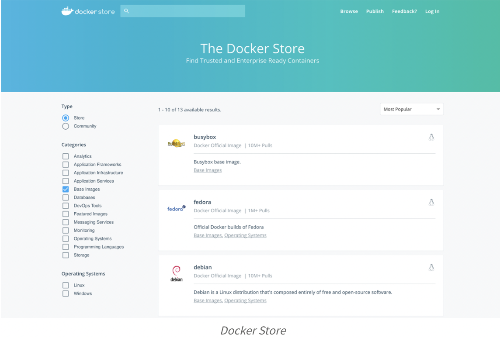 docker store
Browse Publish Feedback? Log In
The Docker Store
Find Trusted and Enterprise Ready Containers
Type
Store
Community
Categories
Analytics
Application Frameworks
Application Infrastructure
Application Services
Base Images
Databases
DevOps Tools
Featured Images
Messaging Services
Monitoring
Operating Systems
Programming Languages
Storage
Operating Systems
Linux
Windows
1 - 10 of 13 available results.
Most Popular
busybox
Docker Official Image | 10M+ Pulls
Busybox base image.
Base Images
fedora
fedora
Docker Official Image | 1M+ Pulls
Official Docker builds of Fedora
Base Images, Operating Systems
debian
debian
Docker Official Image | 10M+ Pulls
Debian is a Linux distribution that's composed entirely of free and open-source software.
Base Images, Operating Systems
Docker Store